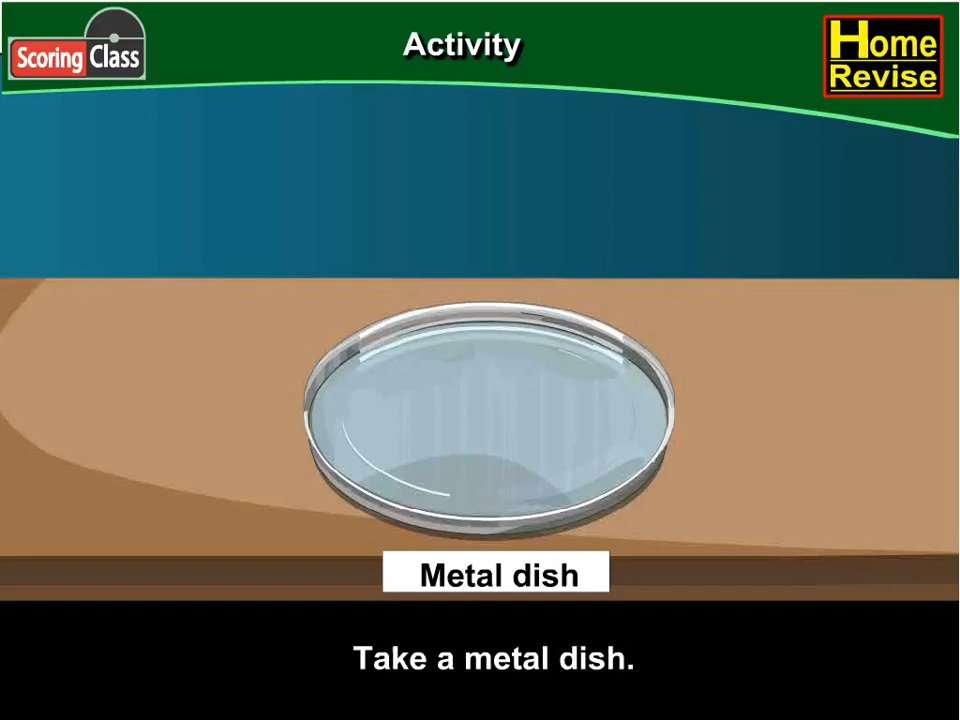 Scoring Class
Activity
Home
Revise
Metal dish
Take a metal dish.